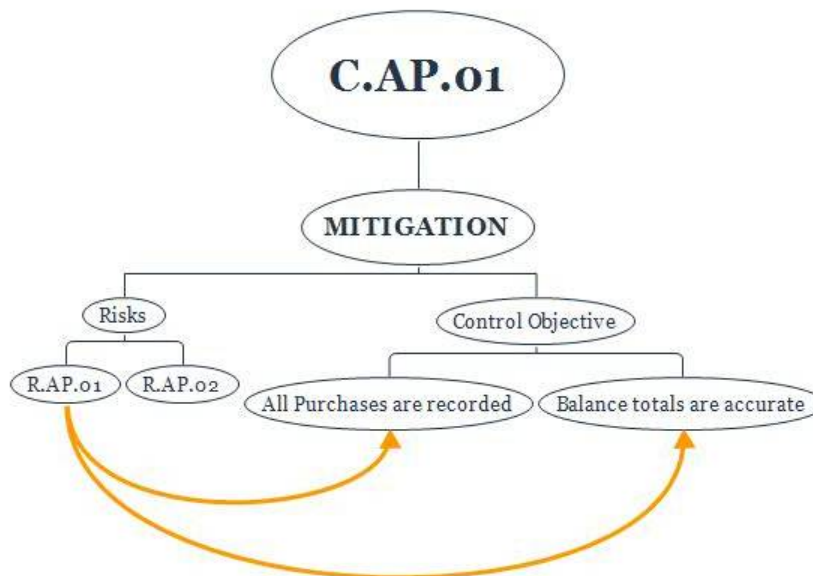 C.AP.01
MITIGATION
Risks
Control Objective
R.AP.01
R.AP.02
All Purchases are recorded
Balance totals are accurate